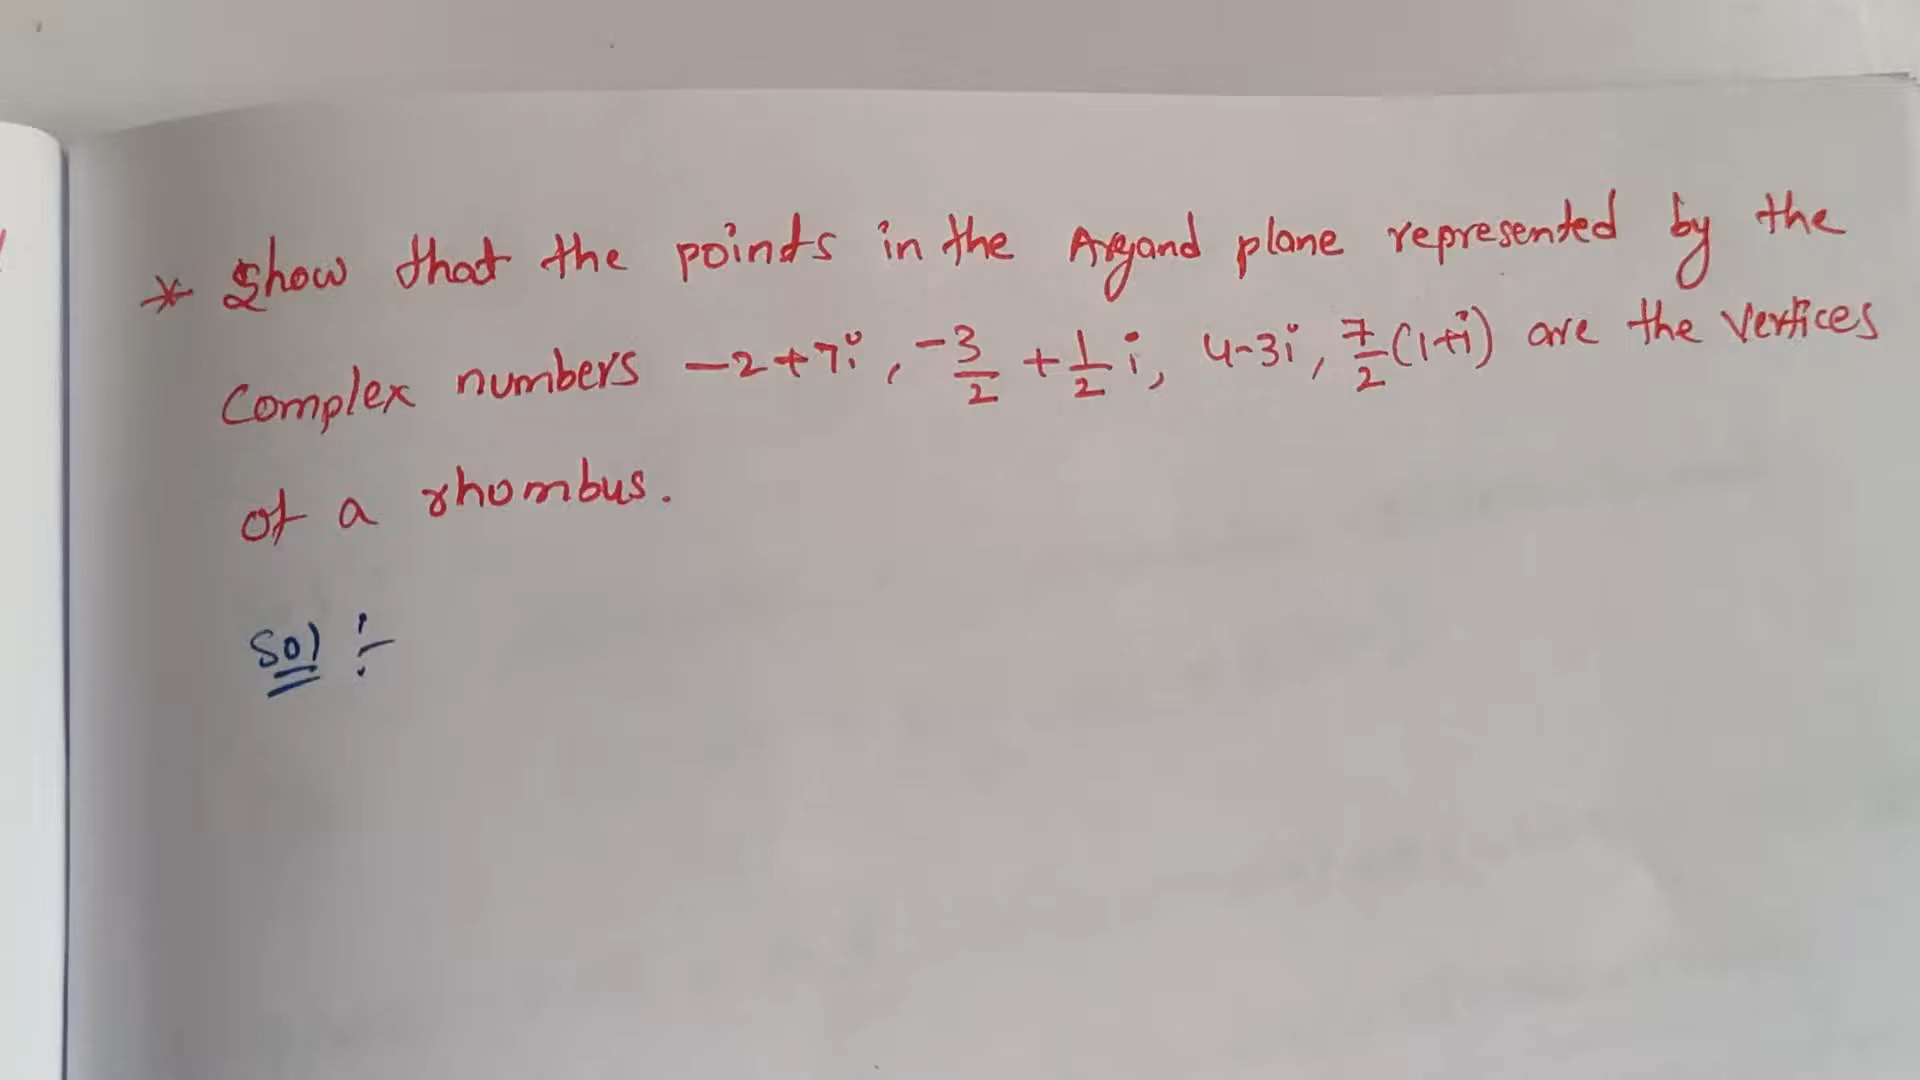 * Show that the points in the Argand plane represented by the
Complex numbers -2+7i, -3/2 + 1/2 i, 4-3i, 7/2(1+i) are the vertices
of a rhombus.
Sol :-